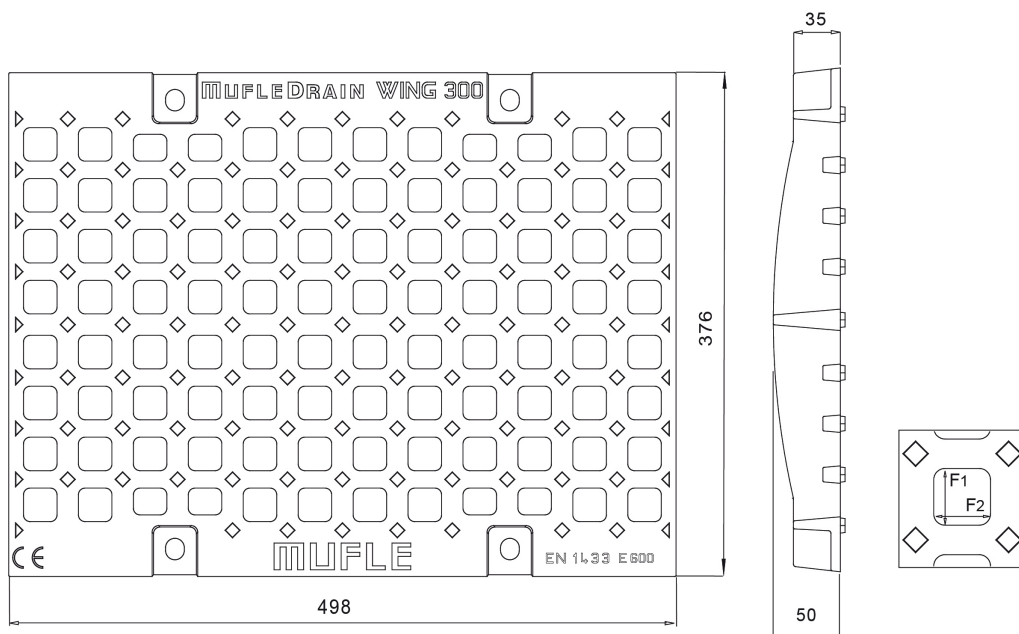 35
MUFLEDRAIN WING 300
376
F1
F2
CE
MUFLE
EN 1433 E600
498
50